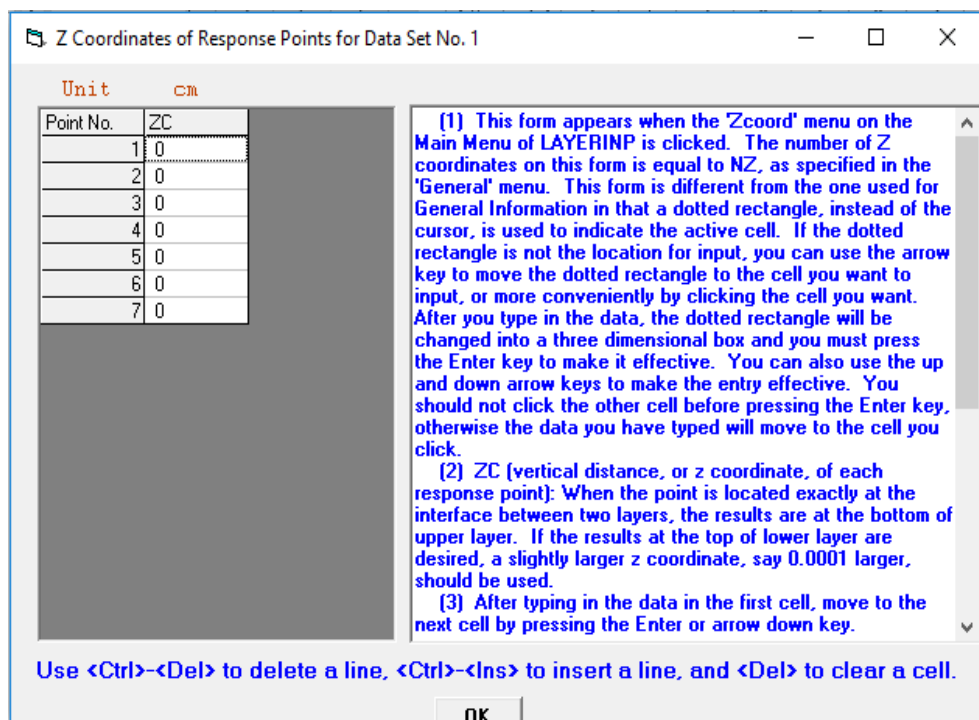 Z Coordinates of Response Points for Data Set No. 1
Unit cm
Point No. ZC
1 0
2 0
3 0
4 0
5 0
6 0
7 0
(1) This form appears when the 'Zcoord' menu on the
Main Menu of LAYERINP is clicked. The number of Z
coordinates on this form is equal to NZ, as specified in the
'General' menu. This form is different from the one used for
General Information in that a dotted rectangle, instead of the
cursor, is used to indicate the active cell. If the dotted
rectangle is not the location for input, you can use the arrow
key to move the dotted rectangle to the cell you want to
input, or more conveniently by clicking the cell you want.
After you type in the data, the dotted rectangle will be
changed into a three dimensional box and you must press
the Enter key to make it effective. You can also use the up
and down arrow keys to make the entry effective. You
should not click the other cell before pressing the Enter key,
otherwise the data you have typed will move to the cell you
click.
(2) ZC (vertical distance, or z coordinate, of each
response point): When the point is located exactly at the
interface between two layers, the results are at the bottom of
upper layer. If the results at the top of lower layer are
desired, a slightly larger z coordinate, say 0.0001 larger,
should be used.
(3) After typing in the data in the first cell, move to the
next cell by pressing the Enter or arrow down key.
Use <Ctrl>-<Del> to delete a line, <Ctrl>-<Ins> to insert a line, and <Del> to clear a cell.
OK